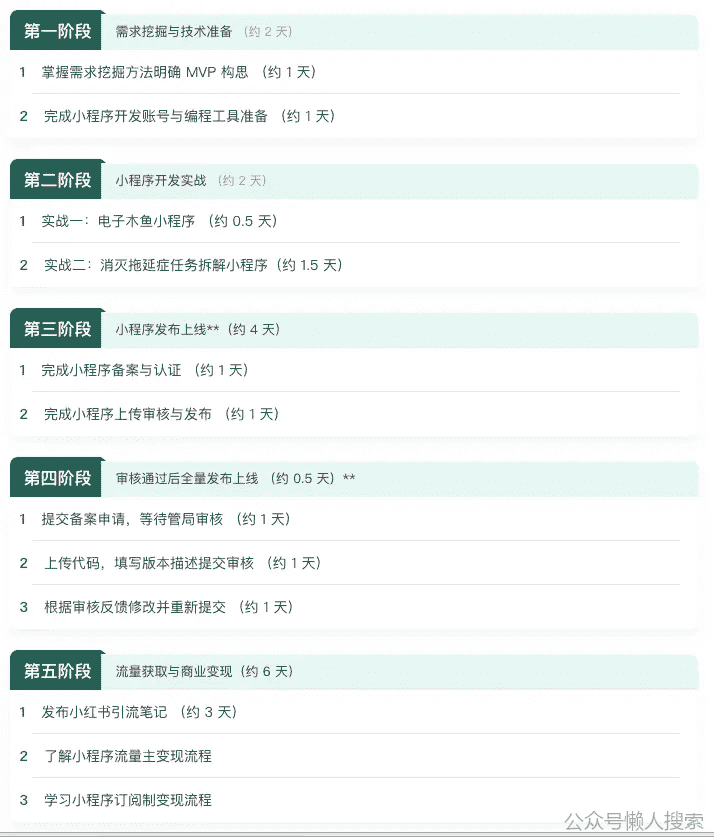 第一阶段 需求挖掘与技术准备 (约 2 天)
1 掌握需求挖掘方法明确 MVP 构思 (约 1 天)
2 完成小程序开发账号与编程工具准备 (约 1 天)
第二阶段 小程序开发实战 (约 2 天)
1 实战一：电子木鱼小程序 (约 0.5 天)
2 实战二：消灭拖延症任务拆解小程序 (约 1.5 天)
第三阶段 小程序发布上线** (约 4 天)
1 完成小程序备案与认证 (约 1 天)
2 完成小程序上传审核与发布 (约 1 天)
第四阶段 审核通过后全量发布上线 (约 0.5 天) **
1 提交备案申请，等待管局审核 (约 1 天)
2 上传代码，填写版本描述提交审核 (约 1 天)
3 根据审核反馈修改并重新提交 (约 1 天)
第五阶段 流量获取与商业变现 (约 6 天)
1 发布小红书引流笔记 (约 3 天)
2 了解小程序流量主变现流程
3 学习小程序订阅制变现流程
公众号懒人搜索